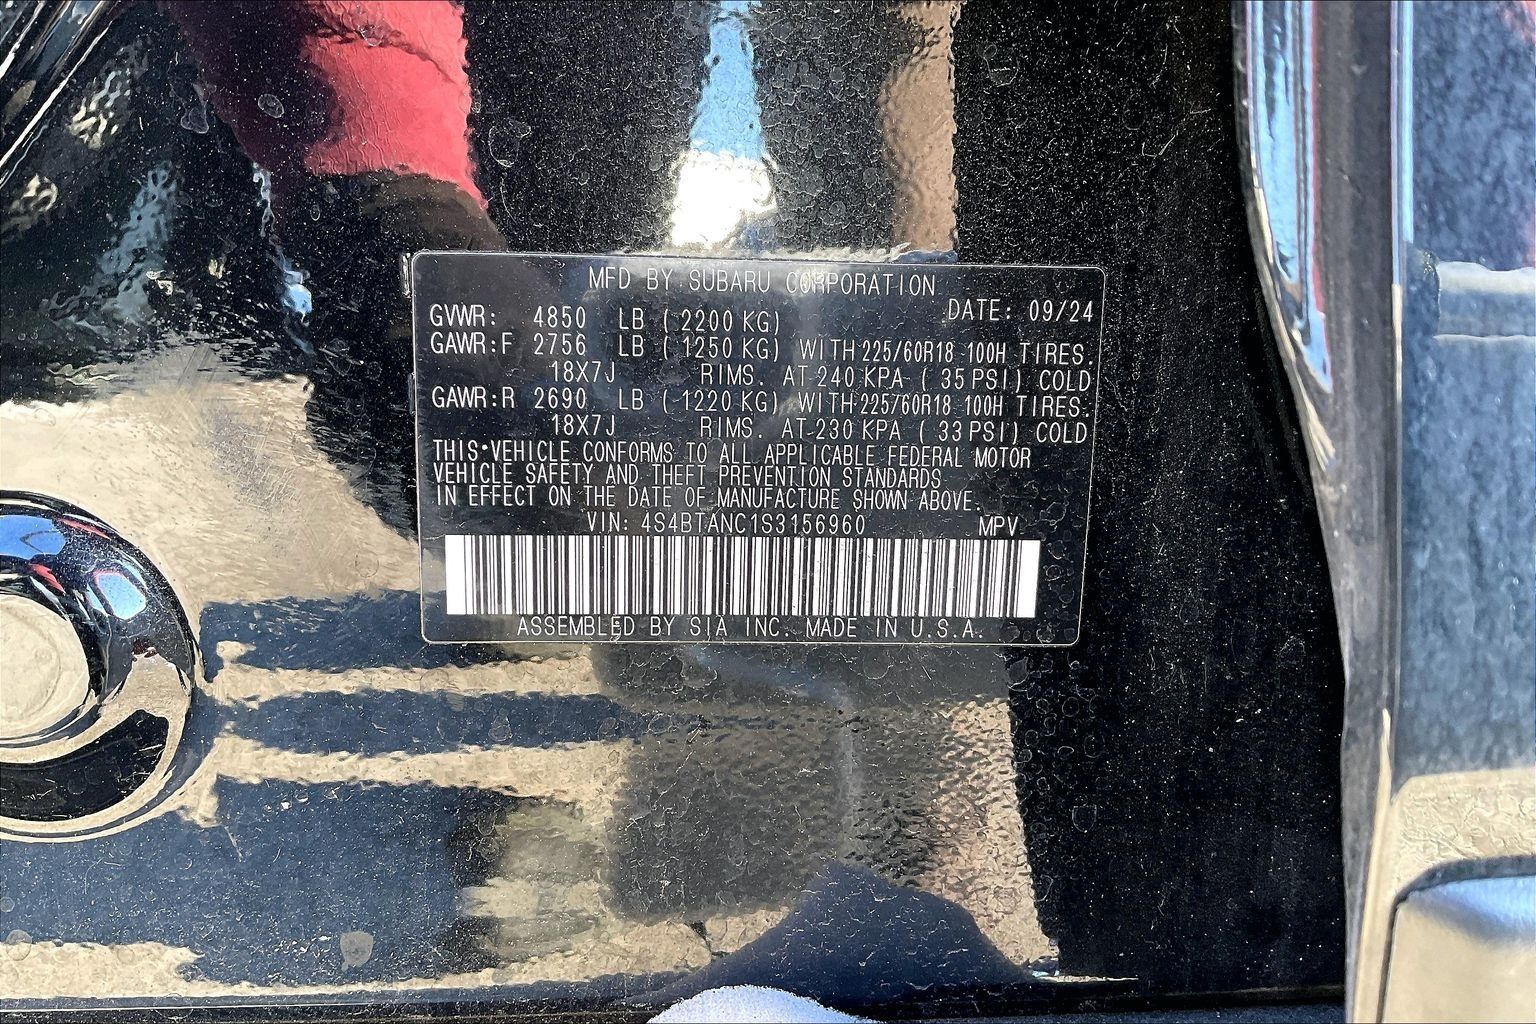 MFD BY SUBARU CORPORATION
DATE: 09/24
GVWR: 4850 LB (2200 KG)
GAWR:F 2756 LB (1250 KG) WITH 225/60R18 100H TIRES.
18X7J RIMS. AT 240 KPA (35 PSI) COLD
GAWR:R 2690 LB (1220 KG) WITH 225/60R18 100H TIRES.
18X7J RIMS. AT 230 KPA (33 PSI) COLD
THIS VEHICLE CONFORMS TO ALL APPLICABLE FEDERAL MOTOR
VEHICLE SAFETY AND THEFT PREVENTION STANDARDS
IN EFFECT ON THE DATE OF MANUFACTURE SHOWN ABOVE.
VIN: 4S4BTANC1S3156960 MPV
ASSEMBLED BY SIA INC. MADE IN U.S.A.